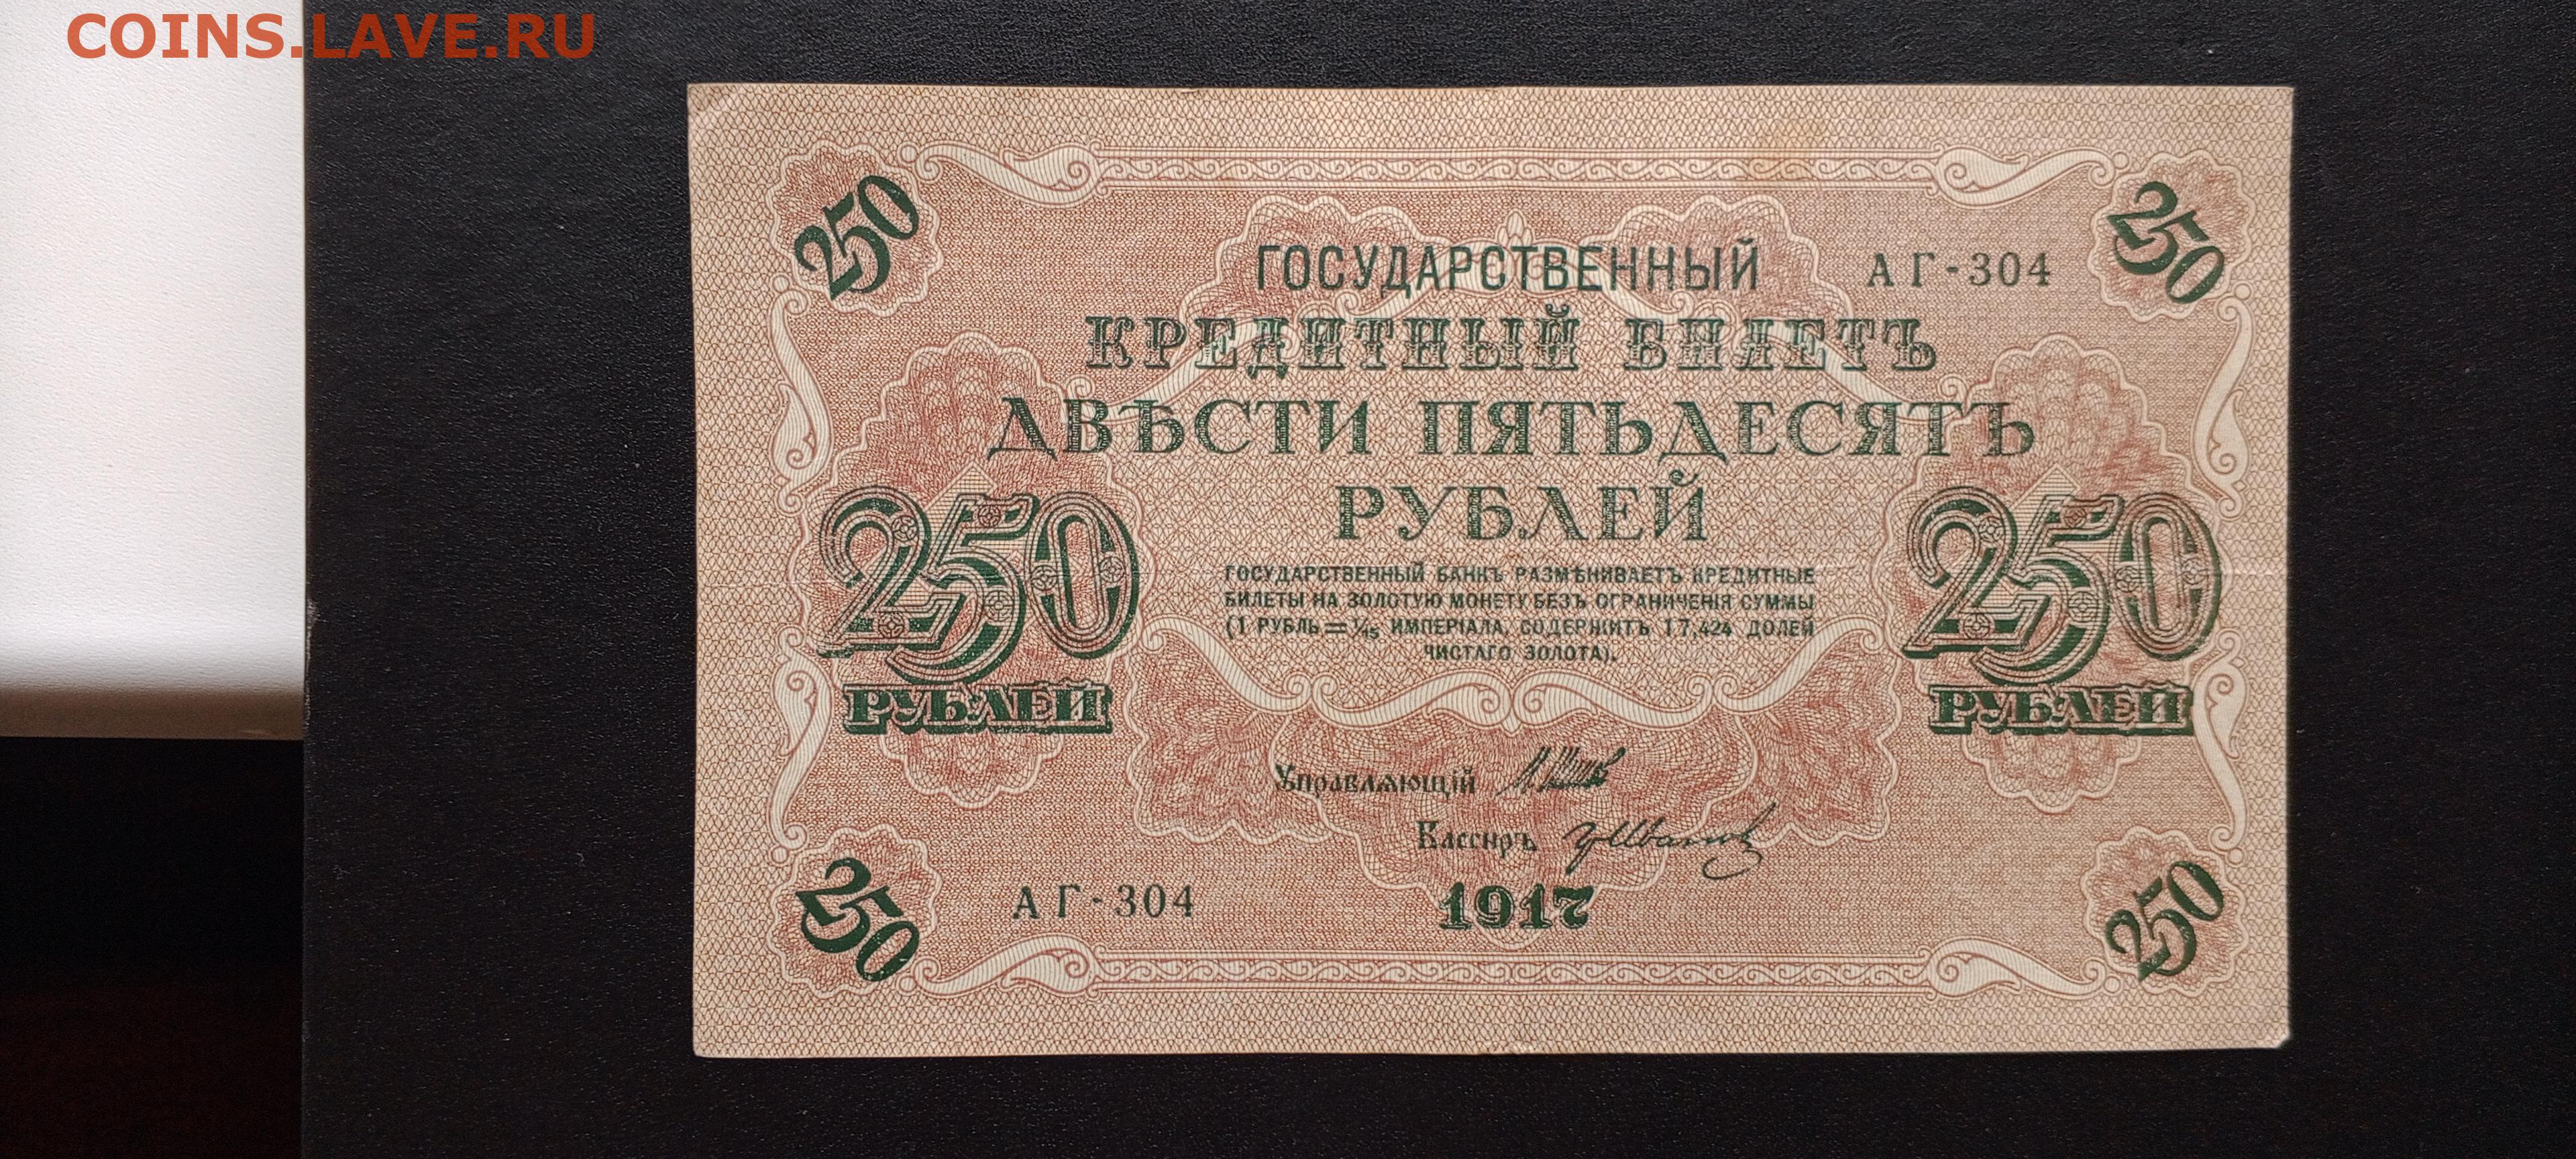 COINS.LAVE.RU
250
250
ГОСУДАРСТВЕННЫЙ
АГ-304
КРЕДИТНЫЙ БИЛЕТЪ
ДВѢСТИ ПЯТЬДЕСЯТЪ
РУБЛЕЙ
250
РУБЛЕЙ
ГОСУДАРСТВЕННЫЙ БАНКЪ РАЗМѢНИВАЕТЪ КРЕДИТНЫЕ
БИЛЕТЫ НА ЗОЛОТУЮ МОНЕТУ БЕЗЪ ОГРАНИЧЕНІЯ СУММЫ
(1 РУБЛЬ = 1/15 ИМПЕРІАЛА, СОДЕРЖИТЪ 17,424 ДОЛЕЙ
ЧИСТАГО ЗОЛОТА).
250
РУБЛЕЙ
Управляющій
Кассиръ
АГ-304
1917
250
250